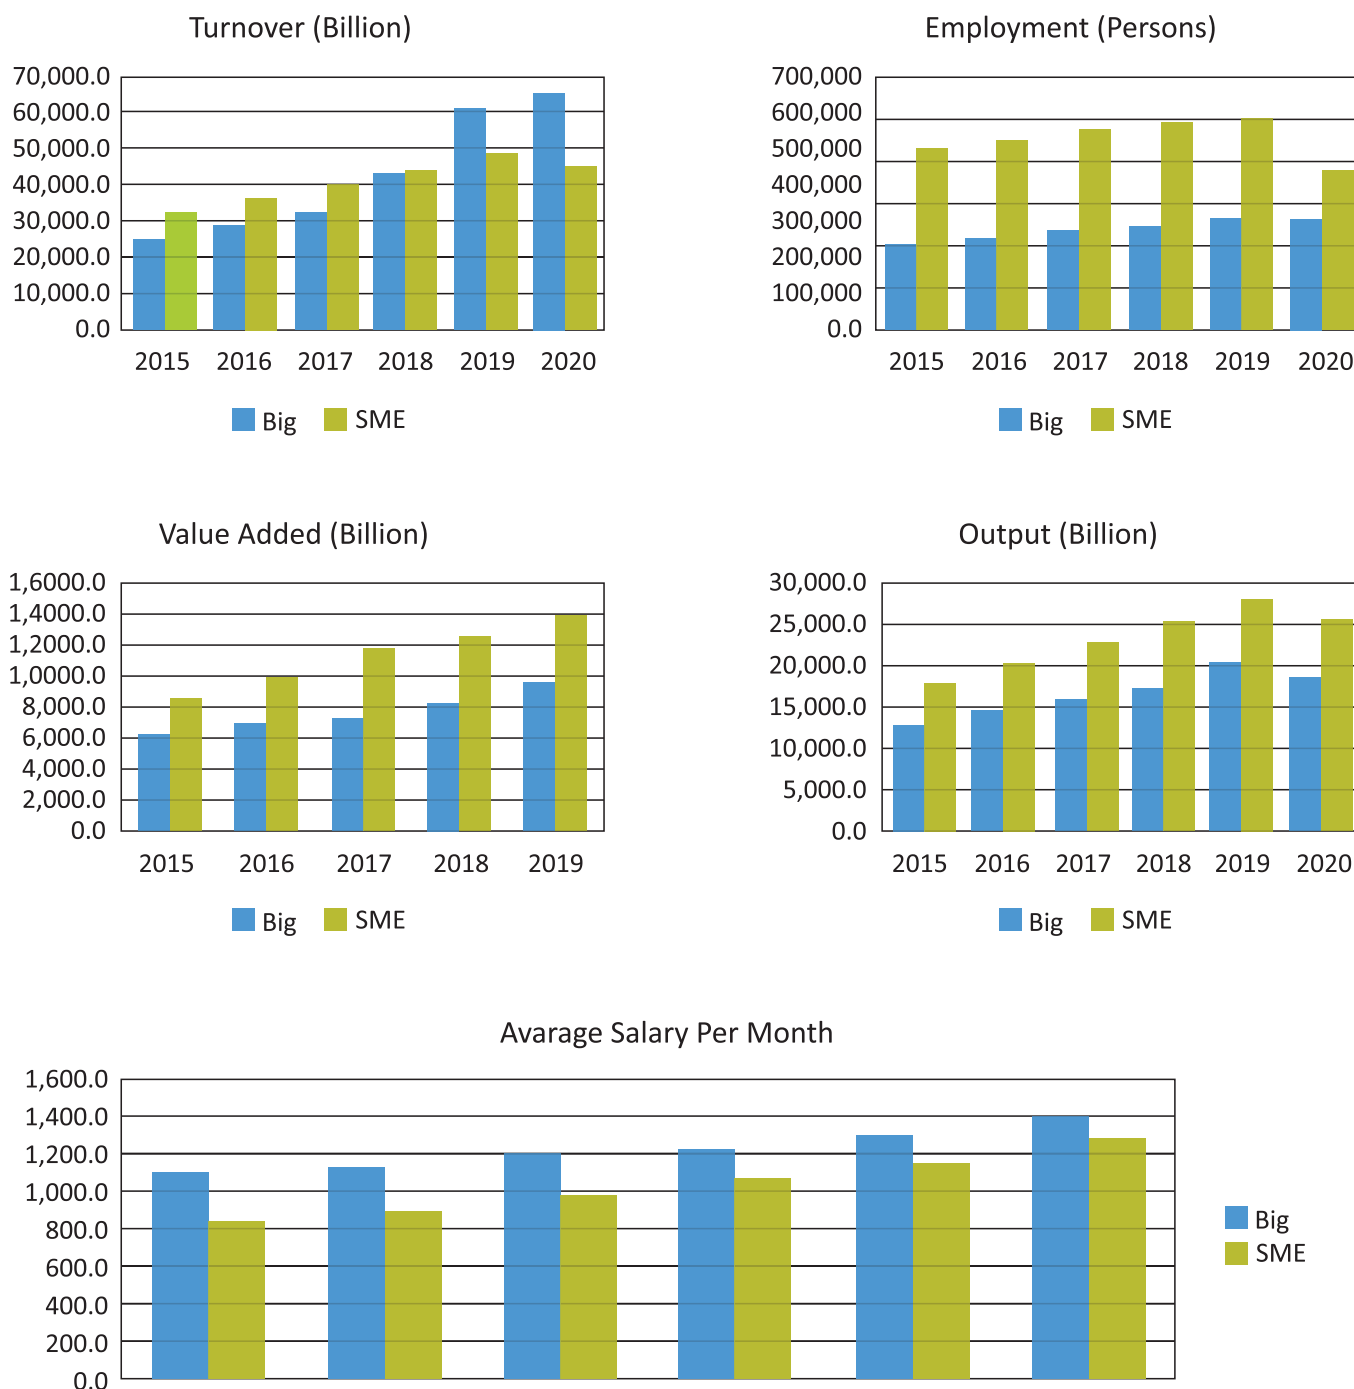 Turnover (Billion)
70,000.0
60,000.0
50,000.0
40,000.0
30,000.0
20,000.0
10,000.0
0.0
2015 2016 2017 2018 2019 2020
Big SME
Employment (Persons)
700,000
600,000
500,000
400,000
300,000
200,000
100,000
0.0
2015 2016 2017 2018 2019 2020
Big SME
Value Added (Billion)
1,6000.0
1,4000.0
1,2000.0
1,0000.0
8,000.0
6,000.0
4,000.0
2,000.0
0.0
2015 2016 2017 2018 2019
Big SME
Output (Billion)
30,000.0
25,000.0
20,000.0
15,000.0
10,000.0
5,000.0
0.0
2015 2016 2017 2018 2019 2020
Big SME
Avarage Salary Per Month
1,600.0
1,400.0
1,200.0
1,000.0
800.0
600.0
400.0
200.0
0.0
Big
SME